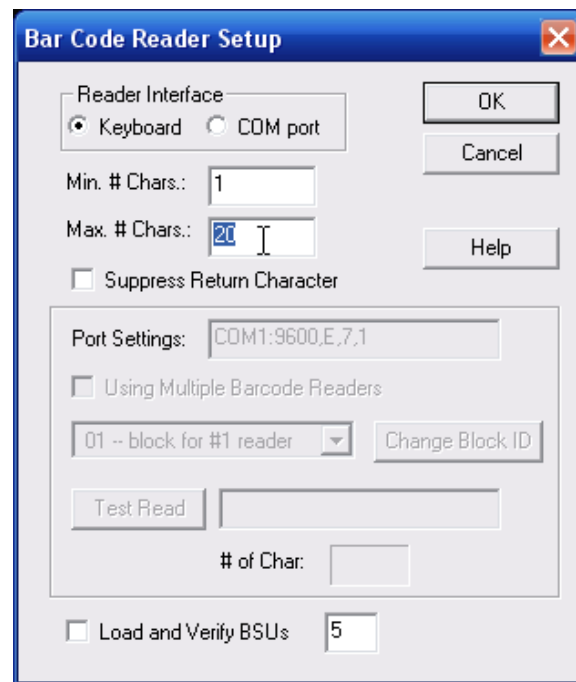 Bar Code Reader Setup
Reader Interface
OK
Keyboard COM port
Cancel
Min. # Chars.: 1
Max. # Chars.: 20
Help
Suppress Return Character
Port Settings: COM1:9600,E,7,1
Using Multiple Barcode Readers
01 -- block for #1 reader Change Block ID
Test Read
# of Char:
Load and Verify BSUs 5